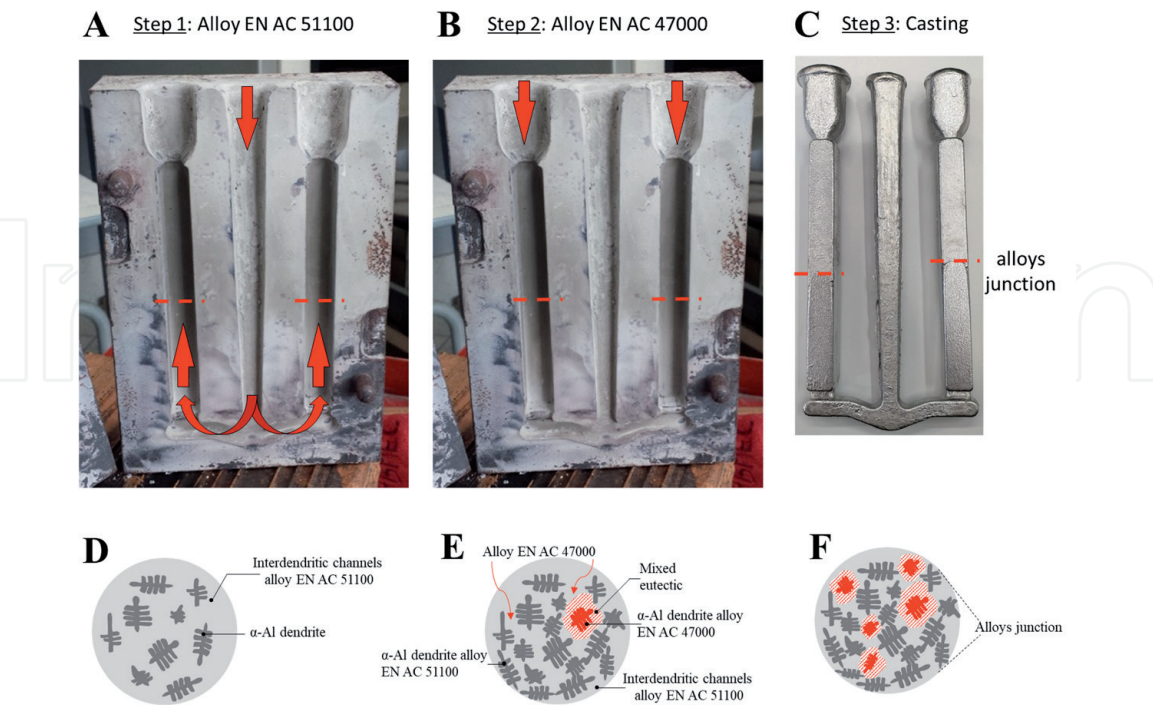 A Step 1: Alloy EN AC 51100
B Step 2: Alloy EN AC 47000
C Step 3: Casting
alloys
junction
D
Interdendritic channels
alloy EN AC 51100
α-Al dendrite
E
Alloy EN AC 47000
Mixed
eutectic
α-Al dendrite alloy
EN AC 47000
α-Al dendrite alloy
EN AC 51100
Interdendritic channels
alloy EN AC 51100
F
Alloys junction